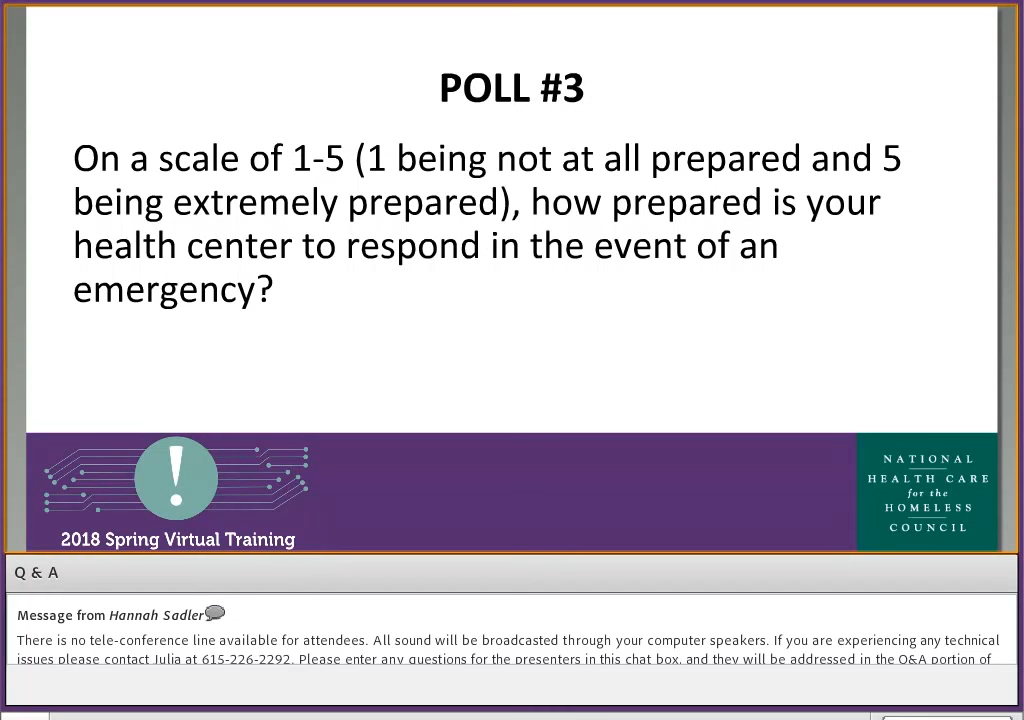 POLL #3
On a scale of 1-5 (1 being not at all prepared and 5
being extremely prepared), how prepared is your
health center to respond in the event of an
emergency?
!
2018 Spring Virtual Training
NATIONAL
HEALTH CARE
for the
HOMELESS
COUNCIL
Q & A
Message from Hannah Sadler
There is no tele-conference line available for attendees. All sound will be broadcasted through your computer speakers. If you are experiencing any technical
issues please contact Julia at 615-226-2292. Please enter any questions for the presenters in this chat box, and they will be addressed in the Q&A portion of